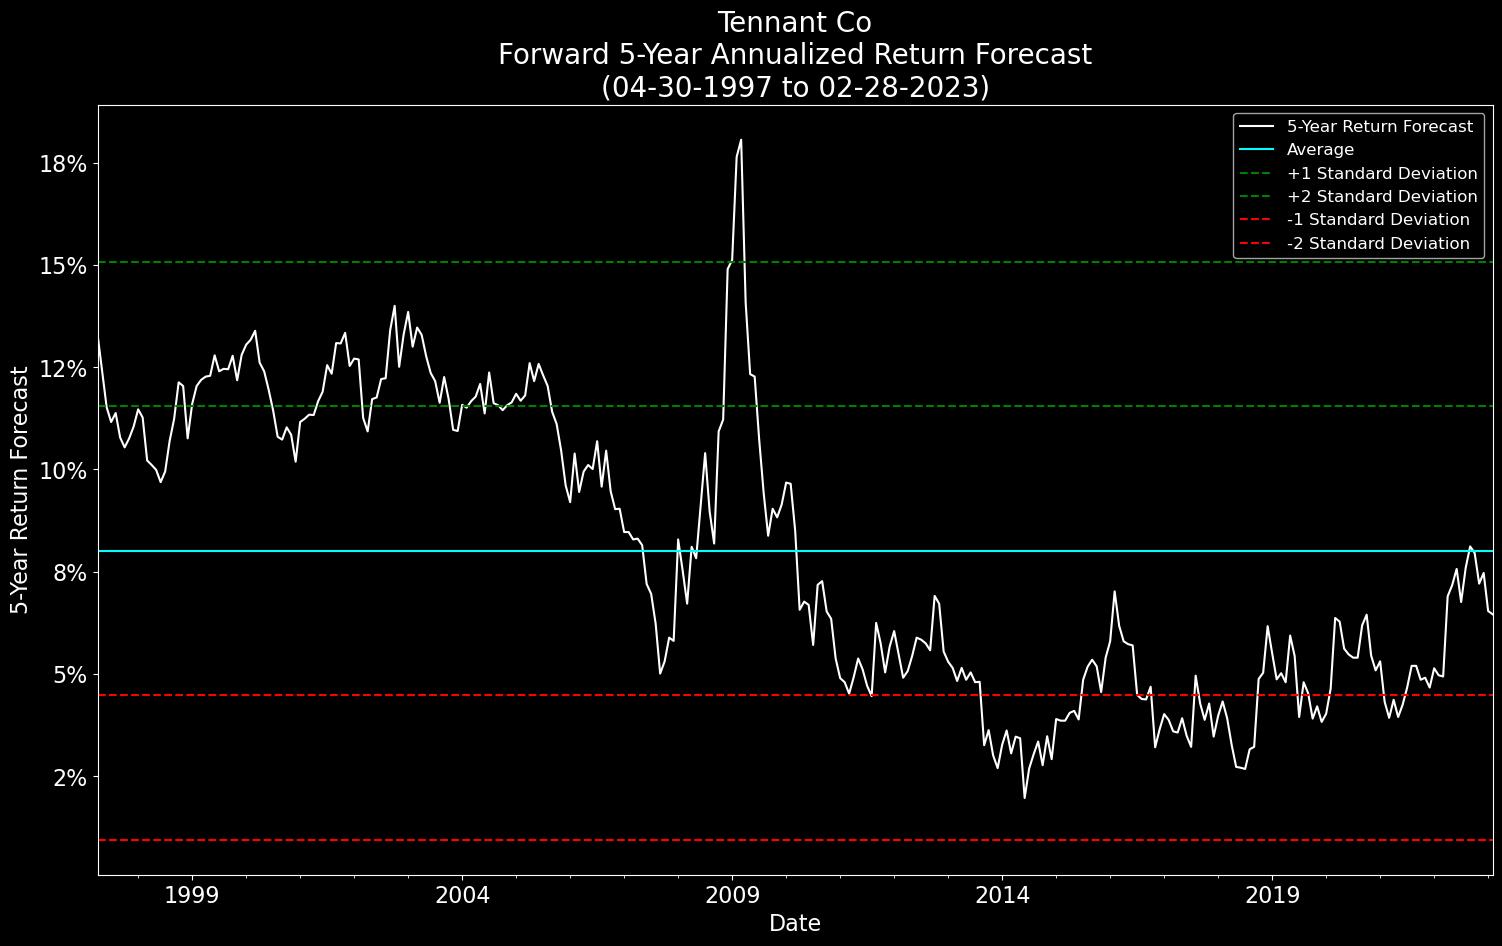 Tennant Co
Forward 5-Year Annualized Return Forecast
(04-30-1997 to 02-28-2023)
5-Year Return Forecast
Average
+1 Standard Deviation
+2 Standard Deviation
-1 Standard Deviation
-2 Standard Deviation
18%
15%
12%
10%
8%
5%
2%
5-Year Return Forecast
1999
2004
2009
2014
2019
Date